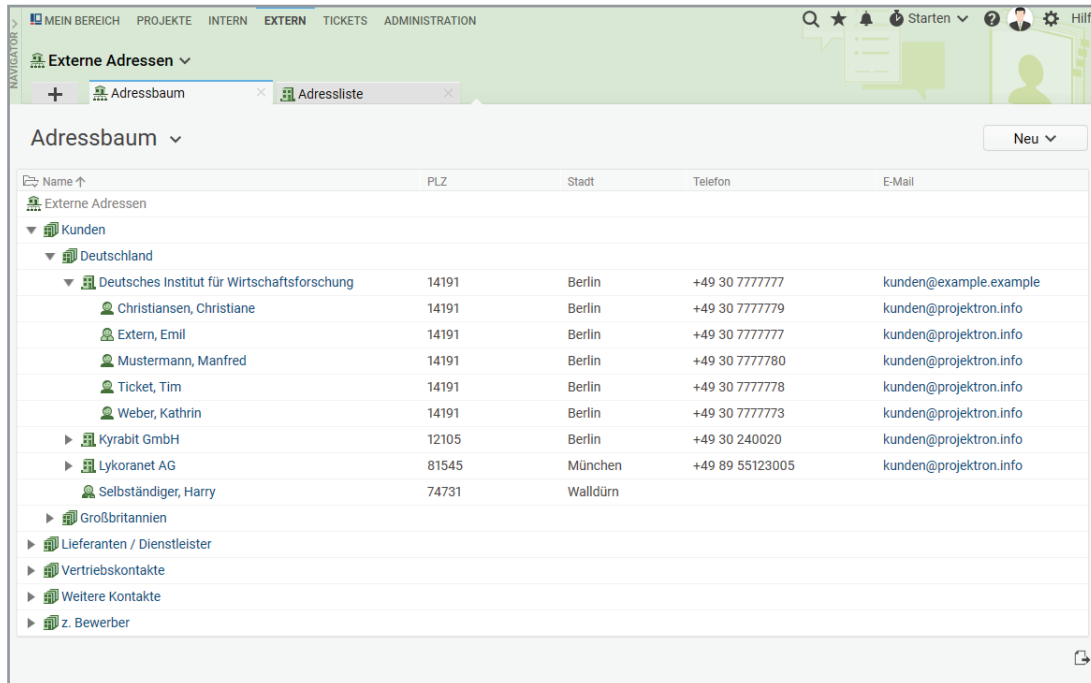 MEIN BEREICH PROJEKTE INTERN EXTERN TICKETS ADMINISTRATION Starten Hilf
NAVIGATOR
Externe Adressen
Adressbaum Adressliste
Adressbaum Neu
Name PLZ Stadt Telefon E-Mail
Externe Adressen
Kunden
Deutschland
Deutsches Institut für Wirtschaftsforschung 14191 Berlin +49 30 7777777 kunden@example.example
Christiansen, Christiane 14191 Berlin +49 30 7777779 kunden@projektron.info
Extern, Emil 14191 Berlin +49 30 7777777 kunden@projektron.info
Mustermann, Manfred 14191 Berlin +49 30 7777780 kunden@projektron.info
Ticket, Tim 14191 Berlin +49 30 7777778 kunden@projektron.info
Weber, Kathrin 14191 Berlin +49 30 7777773 kunden@projektron.info
Kyrabit GmbH 12105 Berlin +49 30 240020 kunden@projektron.info
Lykoranet AG 81545 München +49 89 55123005 kunden@projektron.info
Selbständiger, Harry 74731 Walldürn
Großbritannien
Lieferanten / Dienstleister
Vertriebskontakte
Weitere Kontakte
z. Bewerber